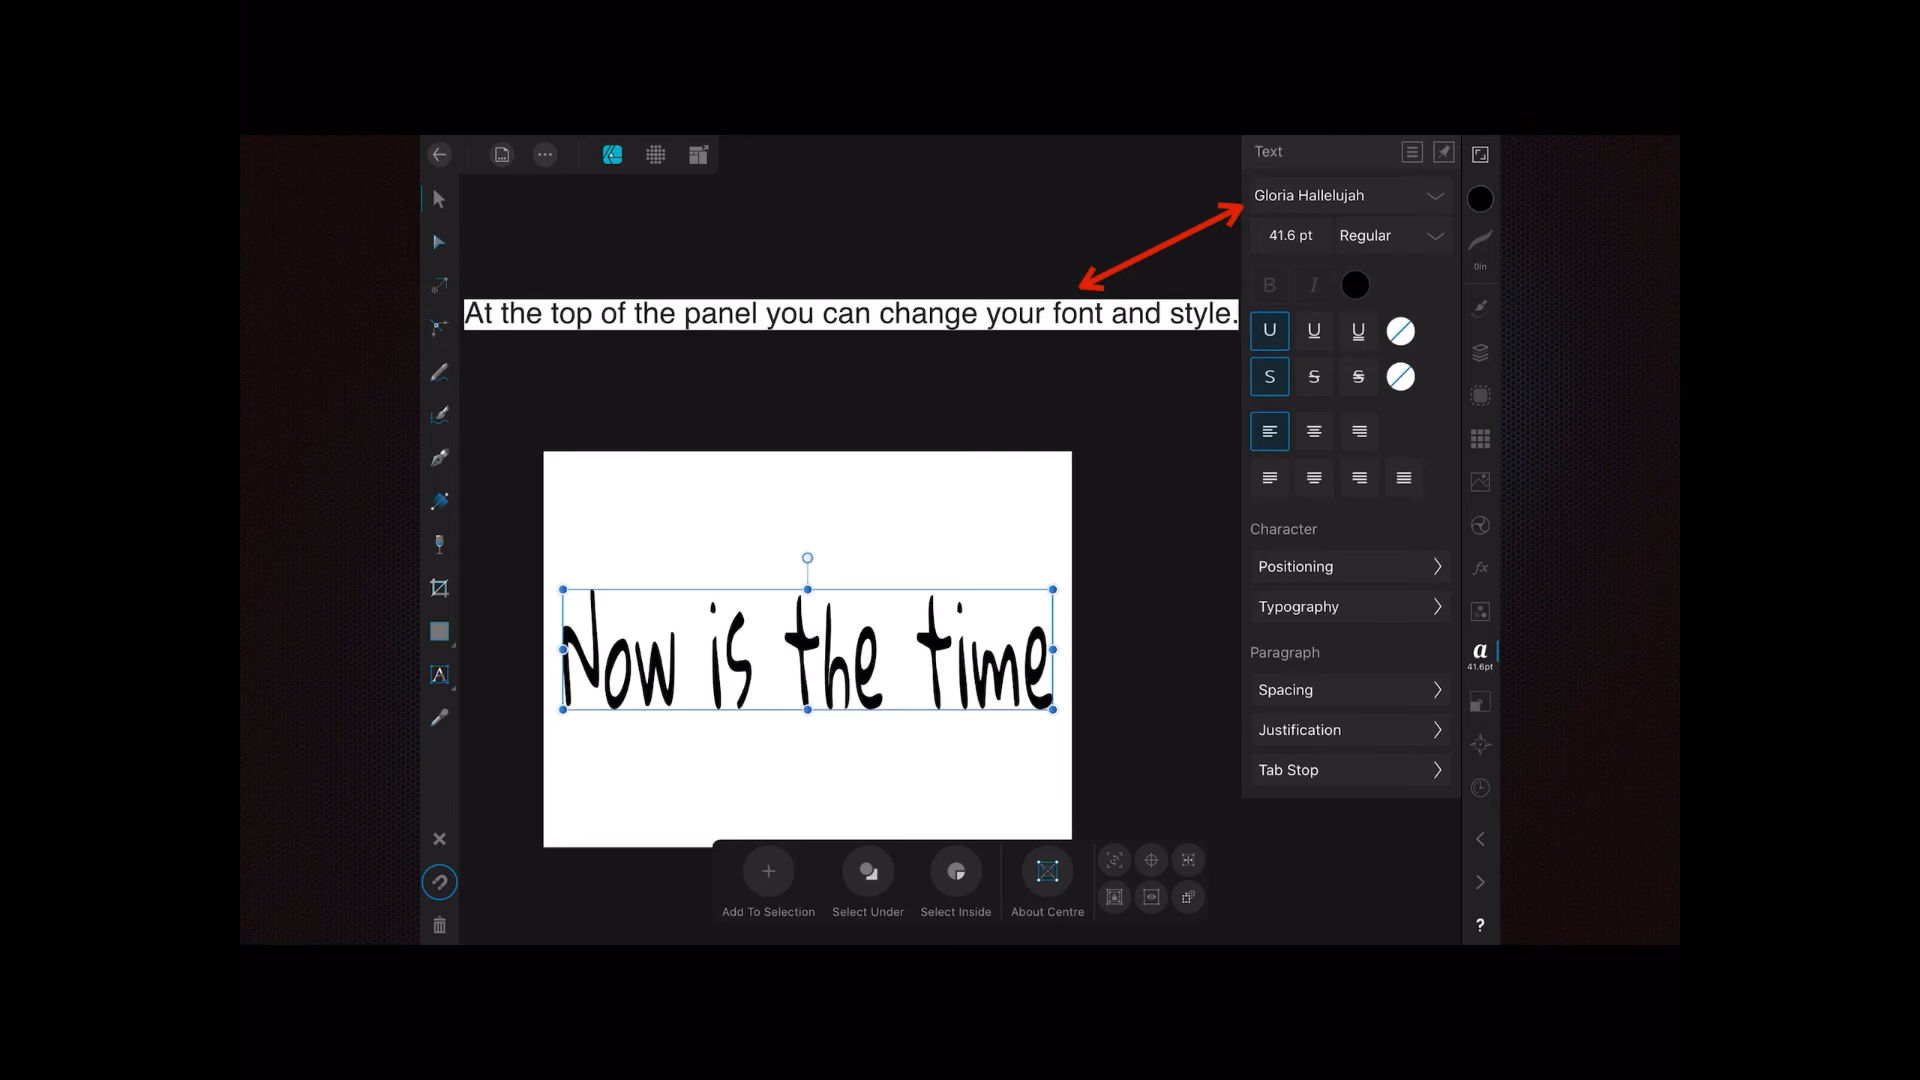 Text
Gloria Hallelujah
41.6 pt Regular
B I
At the top of the panel you can change your font and style.
U U U
S S S
Character
Positioning
Typography
Paragraph
Spacing
Justification
Tab Stop
Now is the time
Add To Selection
Select Under
Select Inside
About Centre
0in
fx
a
41.6pt
?
A